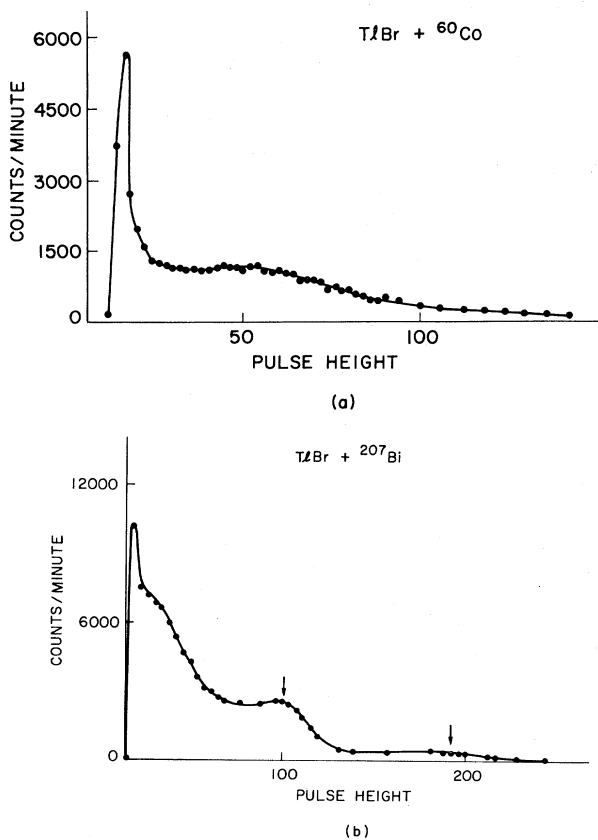 TℓBr + ⁶⁰Co
6000
4500
3000
1500
0
COUNTS/MINUTE
50 100
PULSE HEIGHT
(a)
TℓBr + ²⁰⁷Bi
12000
6000
0
COUNTS/MINUTE
100 200
PULSE HEIGHT
(b)